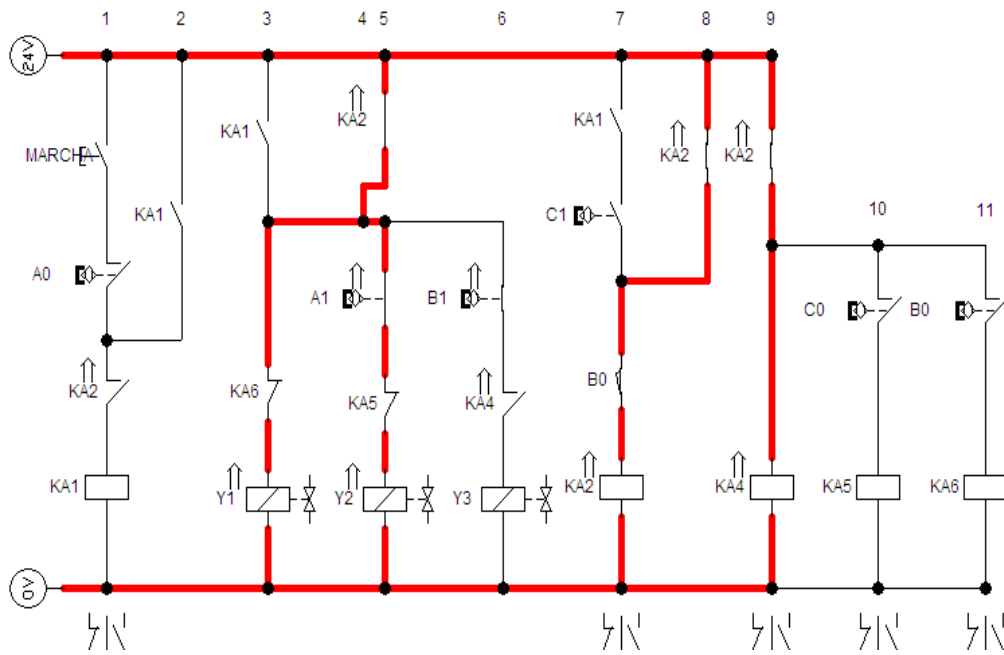 1 2 3 4 5 6 7 8 9
24V
KA2
KA1 KA1
MARCHA KA2 KA2
KA1 C1 10 11
A0
A1 B1 C0 B0
KA2 KA6 KA5 KA4 B0
KA1 Y1 Y2 Y3 KA2 KA4 KA5 KA6
0V